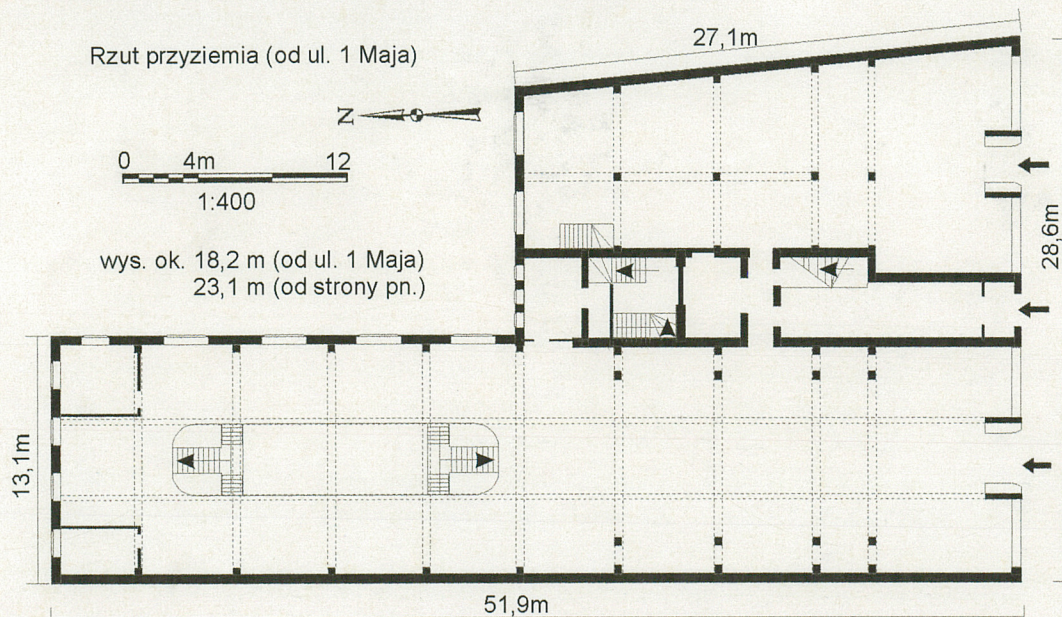 Rzut przyziemia (od ul. 1 Maja)
N
0 4m 12
1:400
wys. ok. 18,2 m (od ul. 1 Maja)
23,1 m (od strony pn.)
27,1m
28,6m
13,1m
51,9m